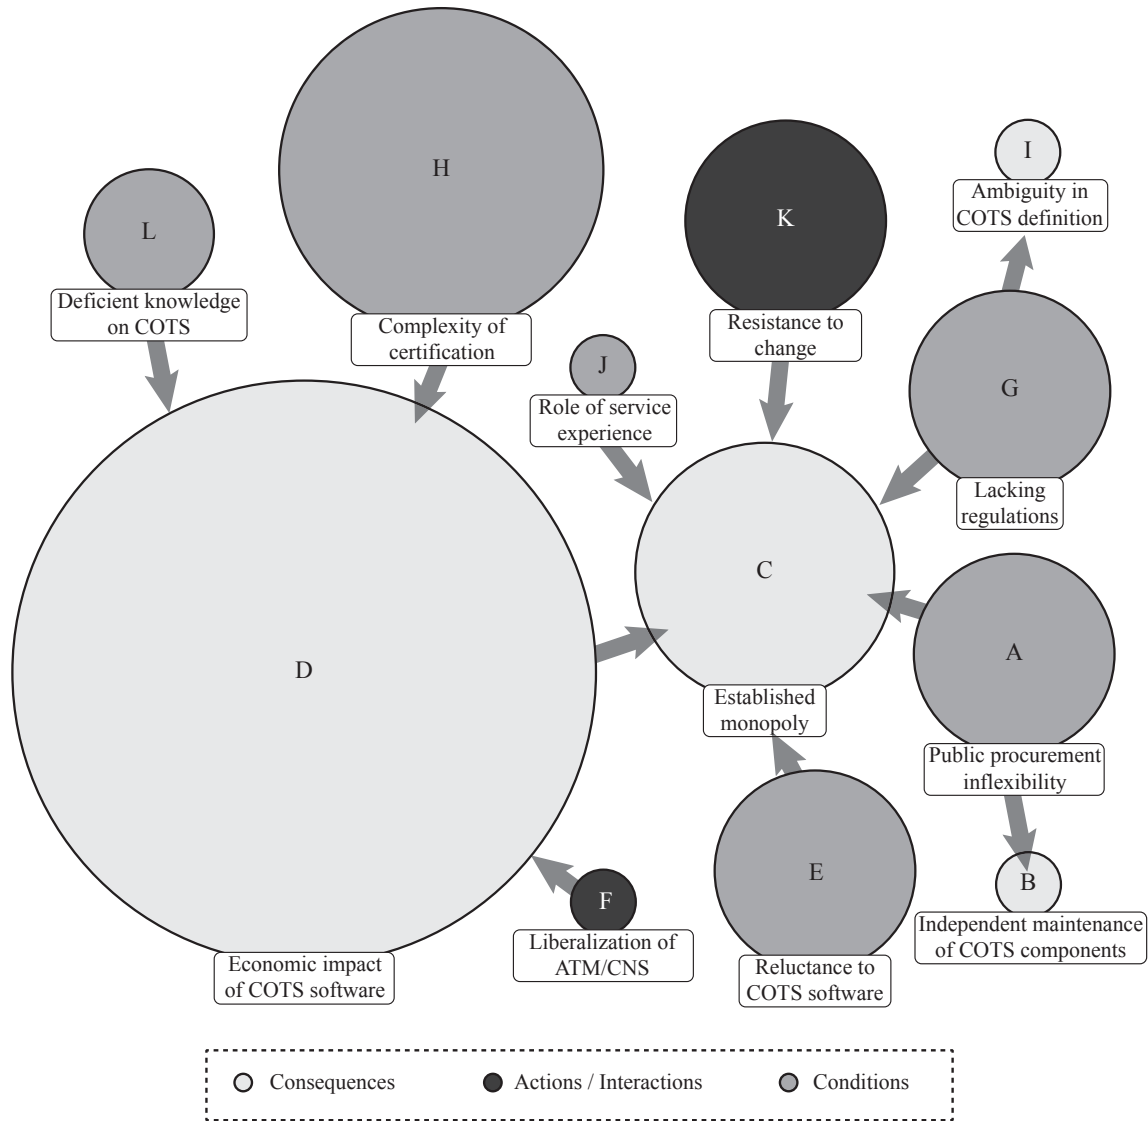 H
I
K
L
Ambiguity in
COTS definition
Deficient knowledge
on COTS
Complexity of
certification
Resistance to
change
J
G
Role of service
experience
Lacking
regulations
C
D
A
Established
monopoly
Public procurement
inflexibility
E
B
F
Independent maintenance
of COTS components
Liberalization of
ATM/CNS
Economic impact
of COTS software
Reluctance to
COTS software
Consequences
Actions / Interactions
Conditions